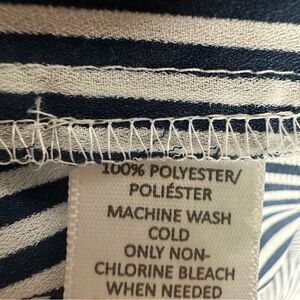 100% POLYESTER/
POLIÉSTER
MACHINE WASH
COLD
ONLY NON-
CHLORINE BLEACH
WHEN NEEDED